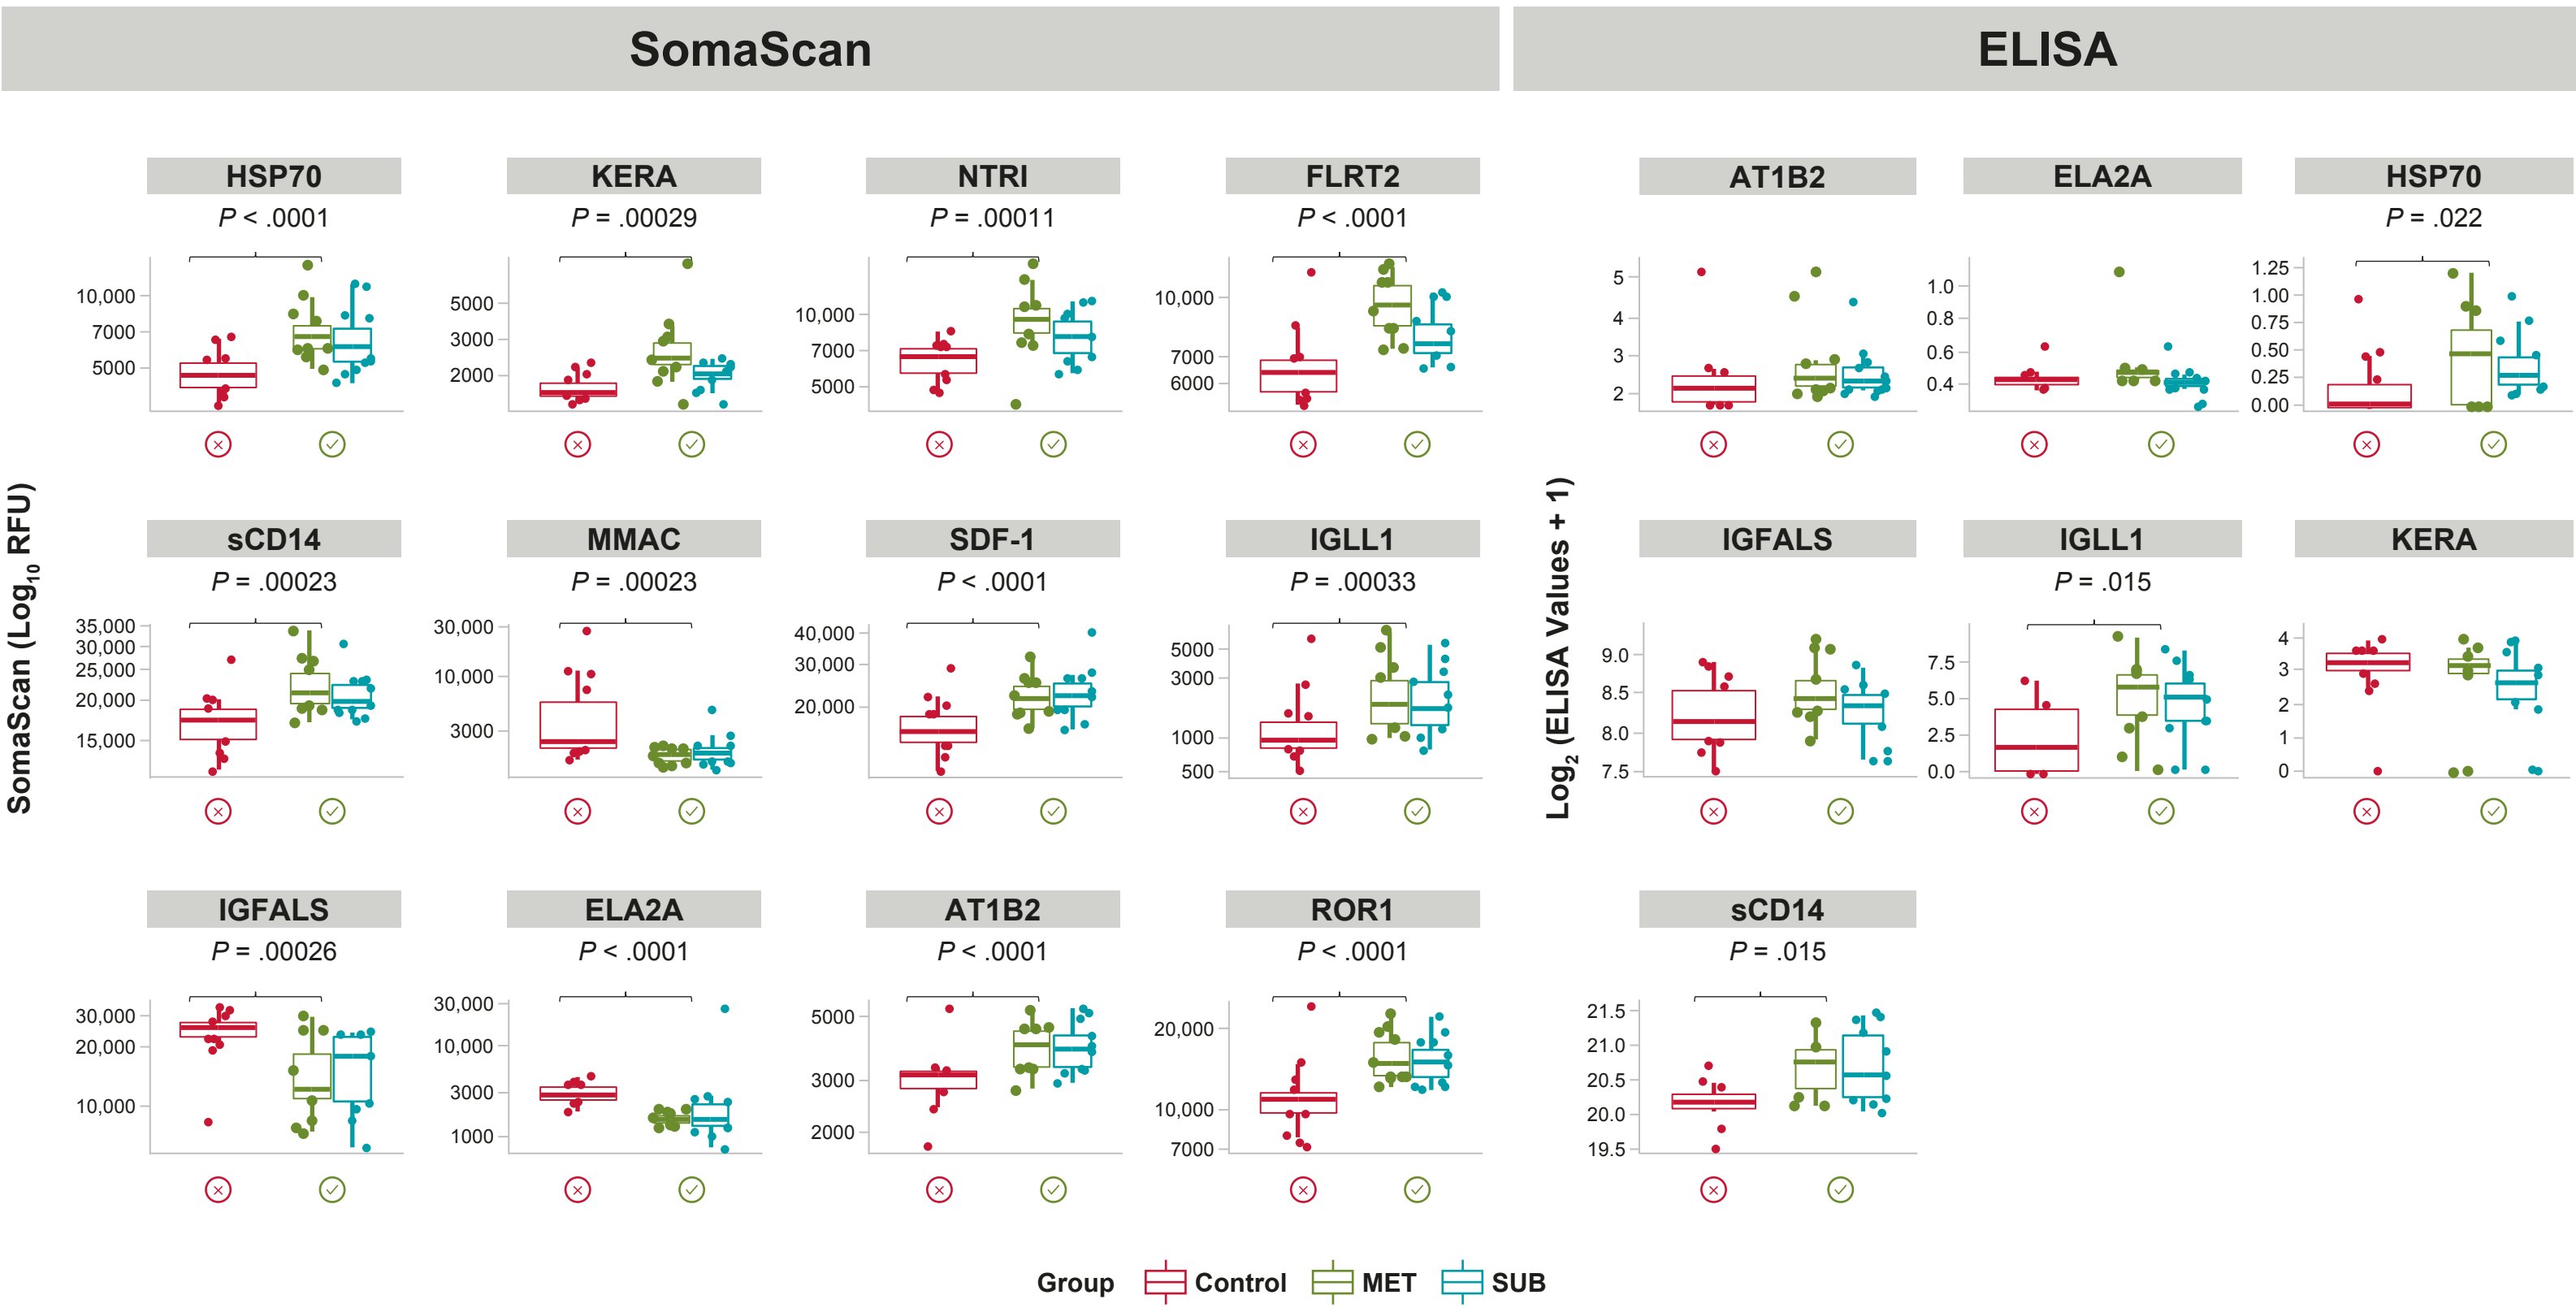 SomaScan
ELISA
HSP70
KERA
NTRI
FLRT2
AT1B2
ELA2A
HSP70
P < .0001
P = .00029
P = .00011
P < .0001
P = .022
10,000
7000
5000
5000
3000
2000
10,000
7000
5000
10,000
7000
6000
5
4
3
2
1.0
0.8
0.6
0.4
1.25
1.00
0.75
0.50
0.25
0.00
SomaScan (Log10 RFU)
Log2 (ELISA Values + 1)
sCD14
MMAC
SDF-1
IGLL1
IGFALS
IGLL1
KERA
P = .00023
P = .00023
P < .0001
P = .00033
P = .015
35,000
30,000
25,000
20,000
15,000
30,000
10,000
3000
40,000
30,000
20,000
5000
3000
1000
500
9.0
8.5
8.0
7.5
7.5
5.0
2.5
0.0
4
3
2
1
0
IGFALS
ELA2A
AT1B2
ROR1
sCD14
P = .00026
P < .0001
P < .0001
P < .0001
P = .015
30,000
20,000
10,000
30,000
10,000
3000
1000
5000
3000
2000
20,000
10,000
7000
21.5
21.0
20.5
20.0
19.5
Group Control MET SUB